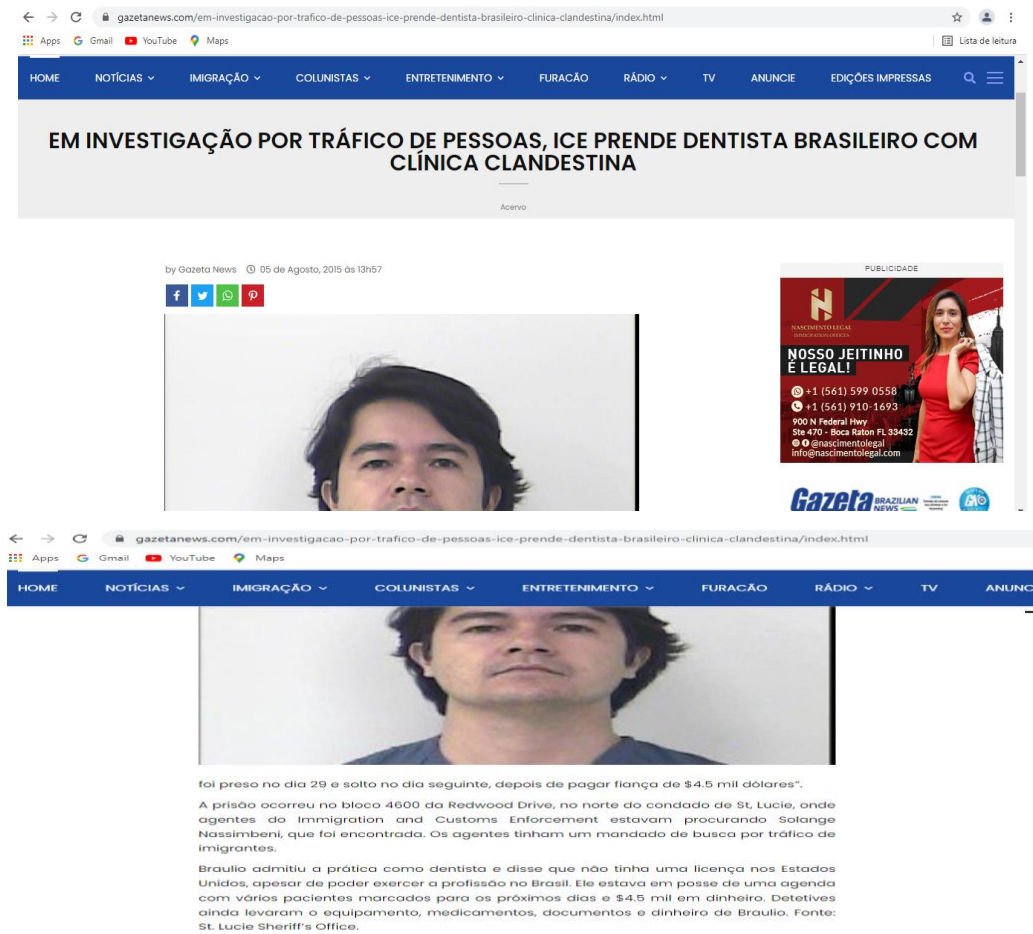 gazetanews.com/em-investigacao-por-trafico-de-pessoas-ice-prende-dentista-brasileiro-clinica-clandestina/index.html
Apps Gmail YouTube Maps Lista de leitura
HOME NOTÍCIAS IMIGRAÇÃO COLUNISTAS ENTRETENIMENTO FURACÃO RÁDIO TV ANUNCIE EDIÇÕES IMPRESSAS
EM INVESTIGAÇÃO POR TRÁFICO DE PESSOAS, ICE PRENDE DENTISTA BRASILEIRO COM
CLÍNICA CLANDESTINA
Acervo
by Gazeta News 05 de Agosto, 2015 às 13h57
PUBLICIDADE
N
NASCIMENTO LEGAL
IMMIGRATION OFFICES
NOSSO JEITINHO
É LEGAL!
+1 (561) 599 0558
+1 (561) 910-1693
900 N Federal Hwy
Ste 470 - Boca Raton FL 33432
@nascimentolegal
info@nascimentolegal.com
Gazeta BRAZILIAN
NEWS
gazetanews.com/em-investigacao-por-trafico-de-pessoas-ice-prende-dentista-brasileiro-clinica-clandestina/index.html
Apps Gmail YouTube Maps
HOME NOTÍCIAS IMIGRAÇÃO COLUNISTAS ENTRETENIMENTO FURACÃO RÁDIO TV ANUNC
foi preso no dia 29 e solto no dia seguinte, depois de pagar fiança de $4.5 mil dólares”.
A prisão ocorreu no bloco 4600 da Redwood Drive, no norte do condado de St, Lucie, onde
agentes do Immigration and Customs Enforcement estavam procurando Solange
Nassimbeni, que foi encontrada. Os agentes tinham um mandado de busca por tráfico de
imigrantes.
Braulio admitiu a prática como dentista e disse que não tinha uma licença nos Estados
Unidos, apesar de poder exercer a profissão no Brasil. Ele estava em posse de uma agenda
com vários pacientes marcados para os próximos dias e $4.5 mil em dinheiro. Detetives
ainda levaram o equipamento, medicamentos, documentos e dinheiro de Braulio. Fonte:
St. Lucie Sheriff’s Office.